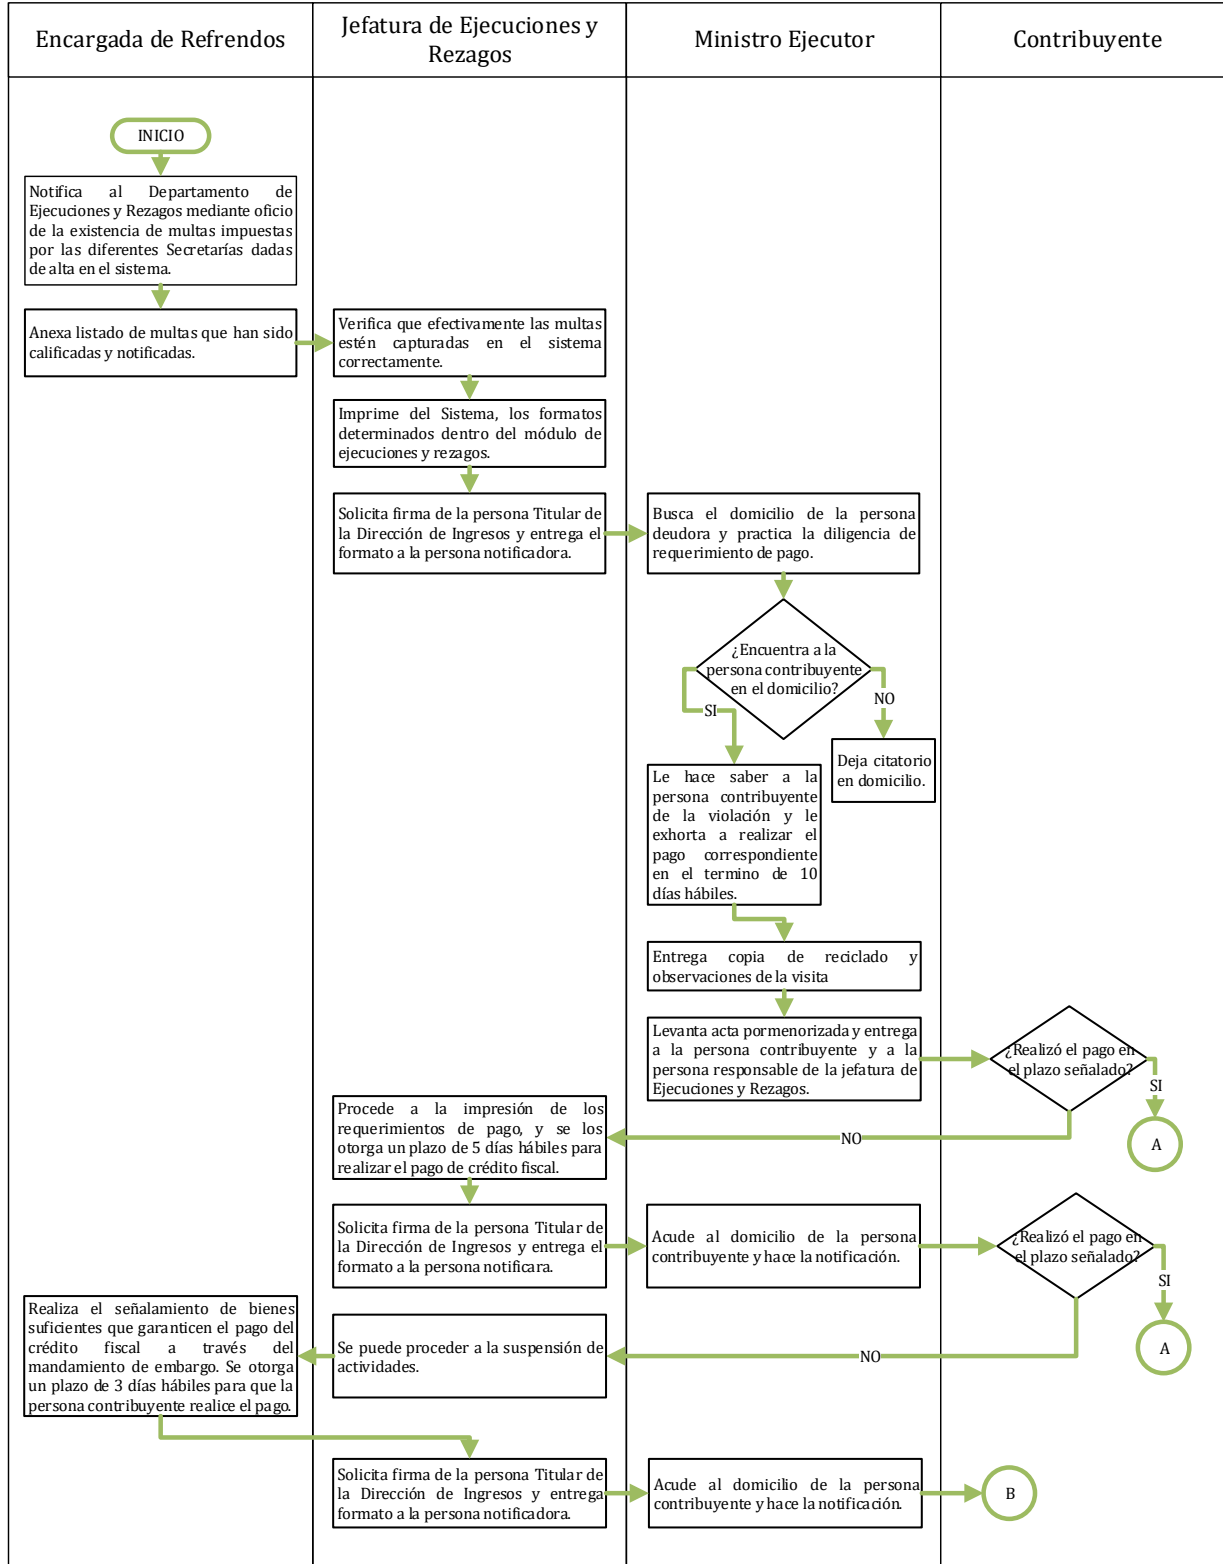 Encargada de Refrendos
Jefatura de Ejecuciones y
Rezagos
Ministro Ejecutor
Contribuyente
INICIO
Notifica al Departamento de
Ejecuciones y Rezagos mediante oficio
de la existencia de multas impuestas
por las diferentes Secretarías dadas
de alta en el sistema.
Anexa listado de multas que han sido
calificadas y notificadas.
Verifica que efectivamente las multas
estén capturadas en el sistema
correctamente.
Imprime del Sistema, los formatos
determinados dentro del módulo de
ejecuciones y rezagos.
Solicita firma de la persona Titular de
la Dirección de Ingresos y entrega el
formato a la persona notificadora.
Busca el domicilio de la persona
deudora y practica la diligencia de
requerimiento de pago.
¿Encuentra a la
persona contribuyente
en el domicilio?
SI
NO
Deja citatorio
en domicilio.
Le hace saber a la
persona contribuyente
de la violación y le
exhorta a realizar el
pago correspondiente
en el termino de 10
días hábiles.
Entrega copia de reciclado y
observaciones de la visita
Levanta acta pormenorizada y entrega
a la persona contribuyente y a la
persona responsable de la jefatura de
Ejecuciones y Rezagos.
¿Realizó el pago en
el plazo señalado?
SI
A
NO
Procede a la impresión de los
requerimientos de pago, y se los
otorga un plazo de 5 días hábiles para
realizar el pago de crédito fiscal.
Solicita firma de la persona Titular de
la Dirección de Ingresos y entrega el
formato a la persona notificara.
Acude al domicilio de la persona
contribuyente y hace la notificación.
¿Realizó el pago en
el plazo señalado?
SI
A
NO
Se puede proceder a la suspensión de
actividades.
Realiza el señalamiento de bienes
suficientes que garanticen el pago del
crédito fiscal a través del
mandamiento de embargo. Se otorga
un plazo de 3 días hábiles para que la
persona contribuyente realice el pago.
Solicita firma de la persona Titular de
la Dirección de Ingresos y entrega
formato a la persona notificadora.
Acude al domicilio de la persona
contribuyente y hace la notificación.
B